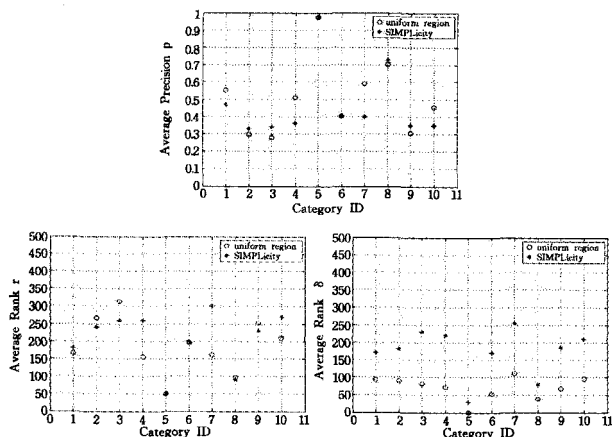 1
0.9
0.8
0.7
0.6
0.5
0.4
0.3
0.2
0.1
0
Average Precision p
uniform region
SIMPLicity
0 1 2 3 4 5 6 7 8 9 10 11
Category ID
500
450
400
350
300
250
200
150
100
50
0
Average Rank r
uniform region
SIMPLicity
0 1 2 3 4 5 6 7 8 9 10 11
Category ID
500
450
400
350
300
250
200
150
100
50
0
Average Rank δ
uniform region
SIMPLicity
0 1 2 3 4 5 6 7 8 9 10 11
Category ID